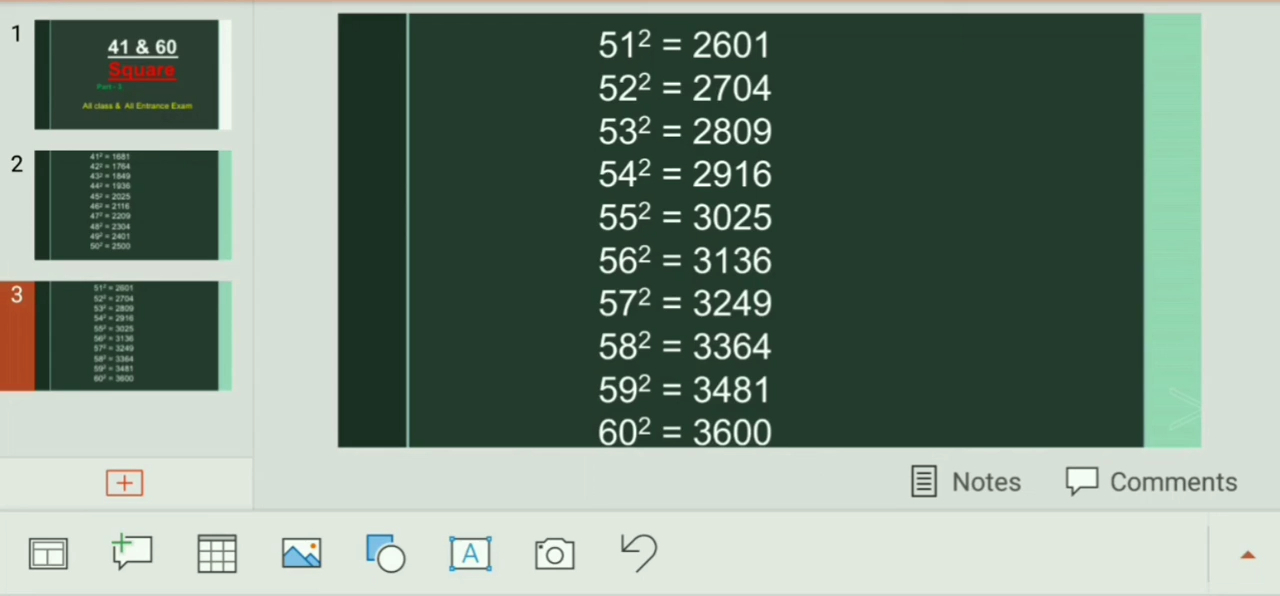 1
41 & 60
Square
Part - 3
All class & All Entrance Exam
2
41² = 1681
42² = 1764
43² = 1849
44² = 1936
45² = 2025
46² = 2116
47² = 2209
48² = 2304
49² = 2401
50² = 2500
3
51² = 2601
52² = 2704
53² = 2809
54² = 2916
55² = 3025
56² = 3136
57² = 3249
58² = 3364
59² = 3481
60² = 3600
51² = 2601
52² = 2704
53² = 2809
54² = 2916
55² = 3025
56² = 3136
57² = 3249
58² = 3364
59² = 3481
60² = 3600
Notes
Comments
A